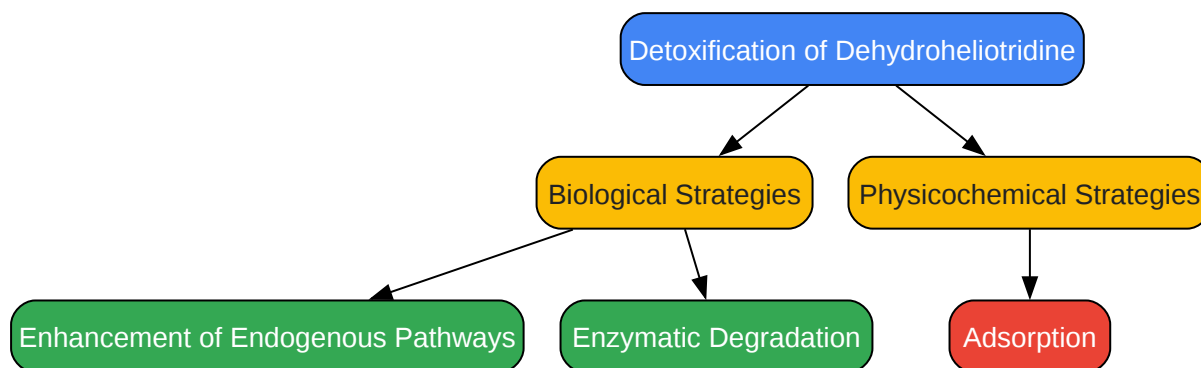 Detoxification of Dehydroheliotridine
Biological Strategies
Physicochemical Strategies
Enhancement of Endogenous Pathways
Enzymatic Degradation
Adsorption